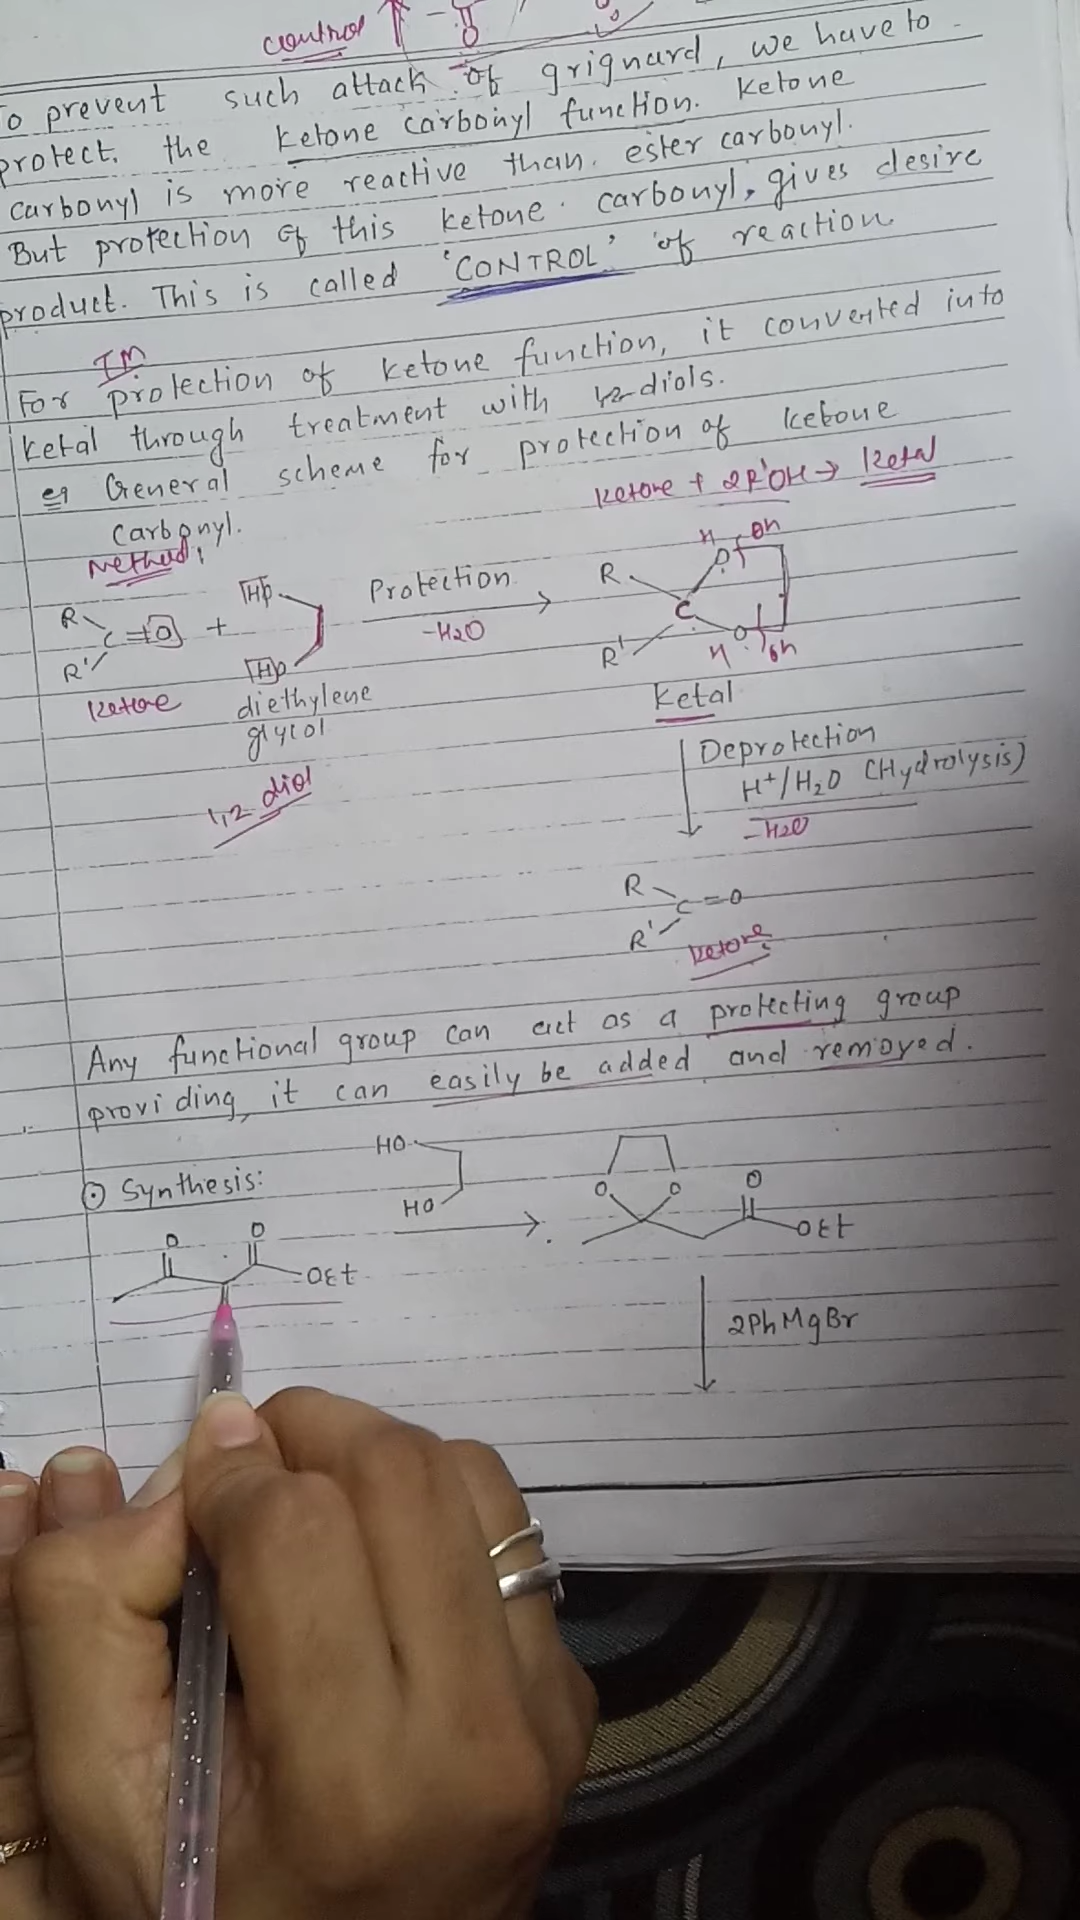 control
To prevent such attack of grignard, we have to
protect. the ketone carbonyl function. Ketone
carbonyl is more reactive than ester carbonyl.
But protection of this ketone carbonyl, gives desire
product. This is called 'CONTROL' of reaction
TM
For protection of ketone function, it converted into
ketal through treatment with 1,2-diols.
eg General scheme for protection of ketone
carbonyl.
Ketone + 2R'OH → Ketal
Method:
R
R'
C=O
+
HO
HO
Protection
-H2O
R
R'
C
O
O
H
OH
H
OH
Ketone
diethylene
glycol
1,2 diol
Ketal
Deprotection
H+/H2O (Hydrolysis)
-H2O
R
R'
C=O
Ketone
Any functional group can act as a protecting group
providing, it can easily be added and removed.
Synthesis:
HO
HO
O
O
OEt
O
O
O
OEt
2PhMgBr